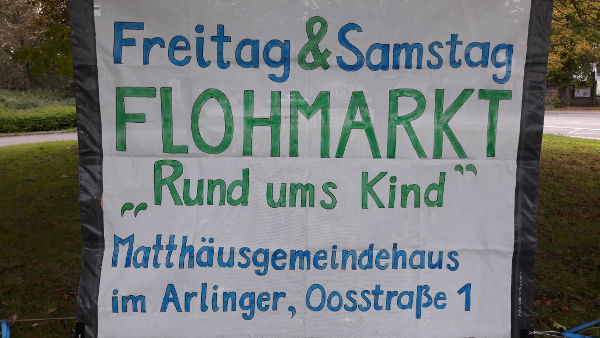 Freitag & Samstag
FLOHMARKT
„Rund ums Kind“
Matthäusgemeindehaus
im Arlinger, Oosstraße 1